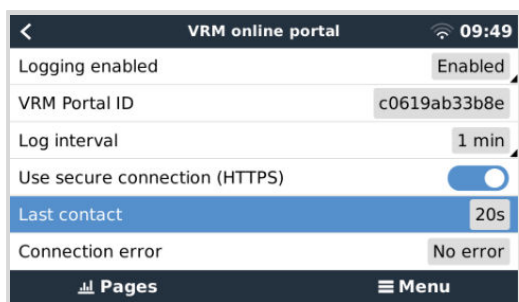 VRM online portal 09:49
Logging enabled Enabled
VRM Portal ID c0619ab33b8e
Log interval 1 min
Use secure connection (HTTPS)
Last contact 20s
Connection error No error
Pages Menu